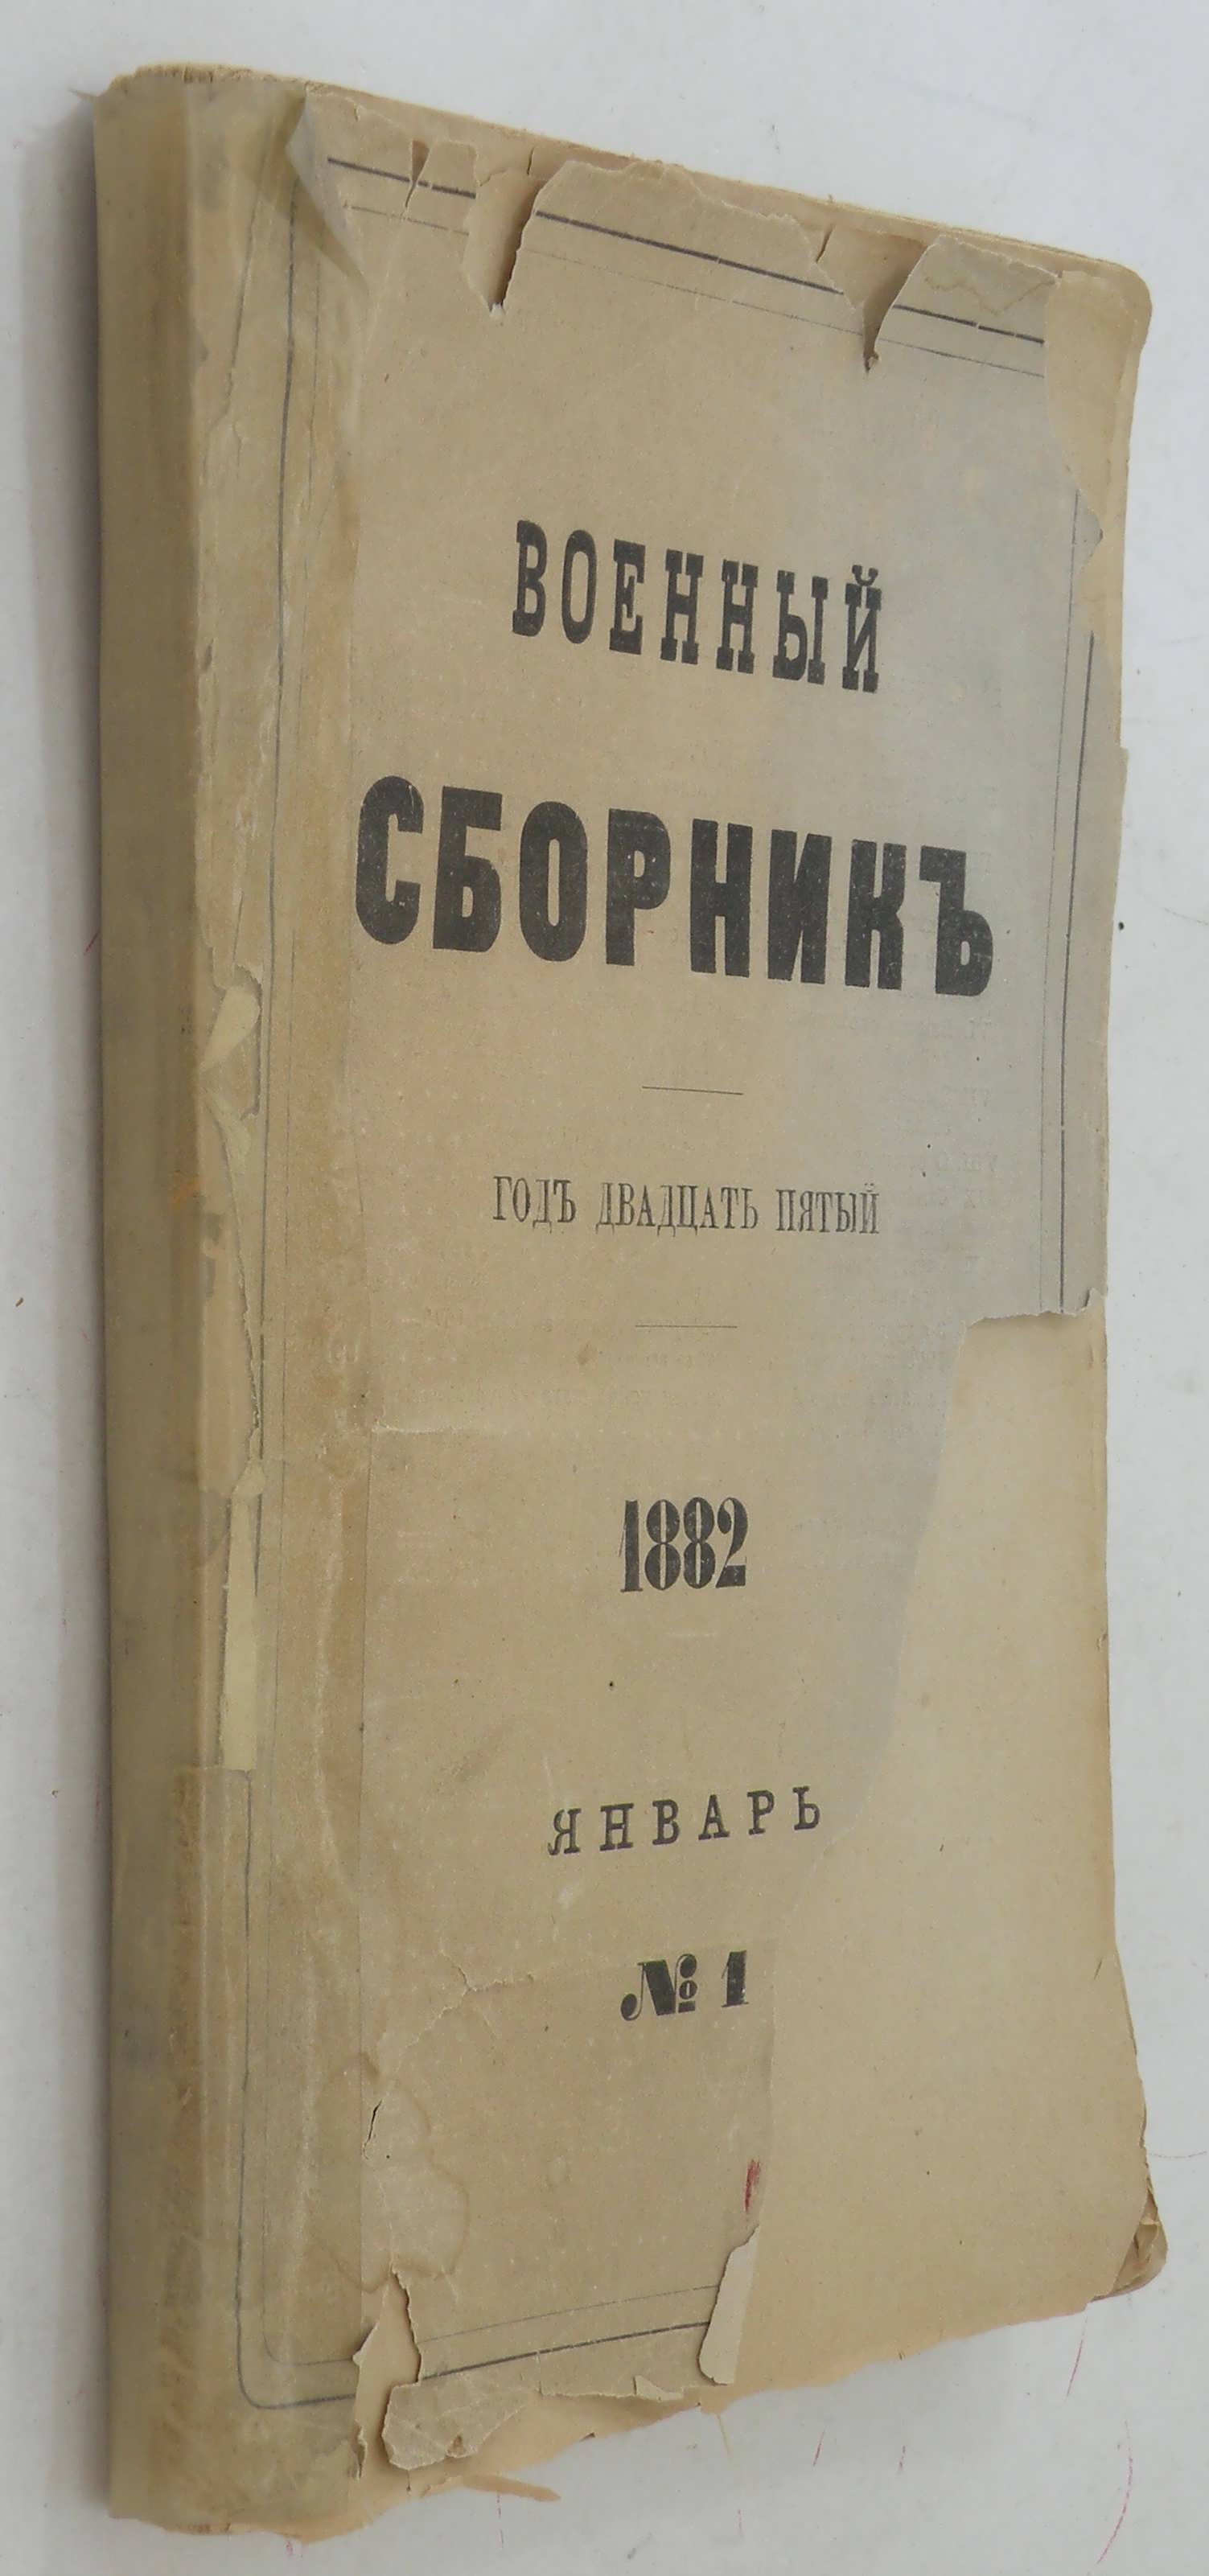 ВОЕННЫЙ
СБОРНИКЪ
ГОДЪ ДВАДЦАТЬ ПЯТЫЙ
1882
ЯНВАРЬ
№ 1